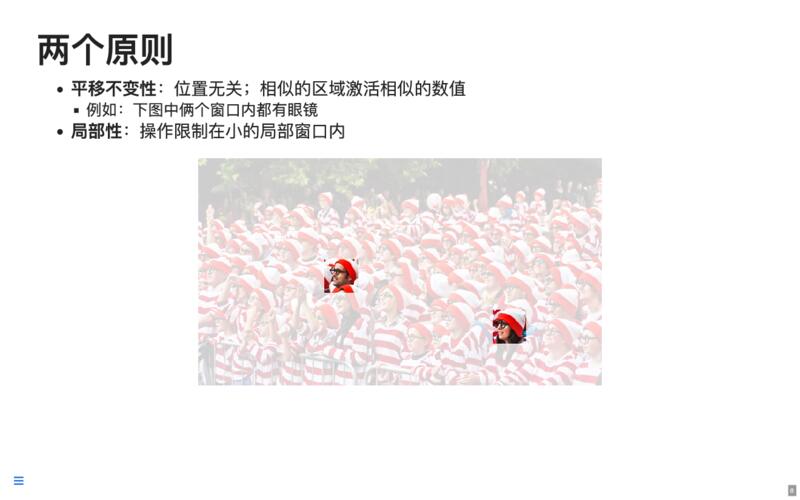 两个原则
• 平移不变性：位置无关；相似的区域激活相似的数值
▪ 例如：下图中俩个窗口内都有眼镜
• 局部性：操作限制在小的局部窗口内